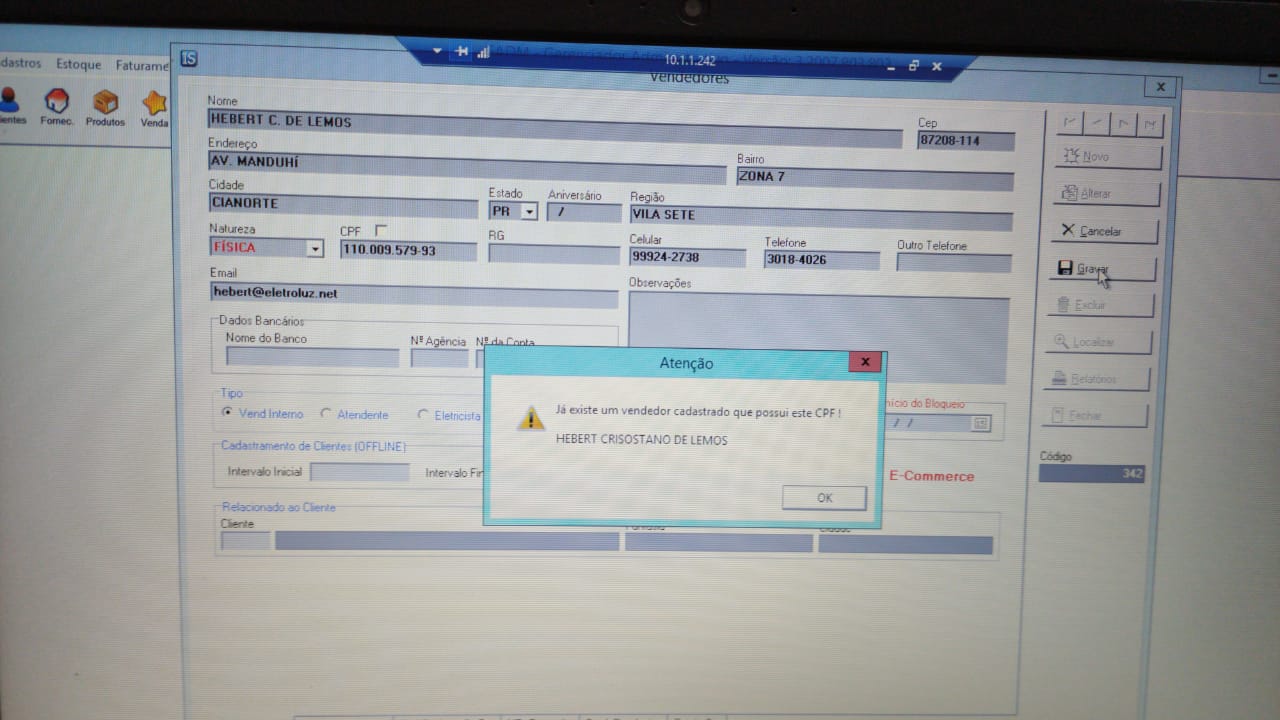 dastros Estoque Faturame
10.1.1.242
Vendedores
ientes Fornec. Produtos Venda
Nome
HEBERT C. DE LEMOS
Cep
87208-114
Endereço
AV. MANDUHÍ
Bairro
ZONA 7
Cidade
CIANORTE
Estado
PR
Aniversário
/
Região
VILA SETE
Natureza
FÍSICA
CPF
110.009.579-93
RG
Celular
99924-2738
Telefone
3018-4026
Outro Telefone
Email
hebert@eletroluz.net
Observações
Dados Bancários
Nome do Banco
Nº Agência
Nº da Conta
Tipo
Vend Interno
Atendente
Eletricista
nício do Bloqueio
/ /
15
Cadastramento de Clientes (OFFLINE)
Intervalo Inicial
Intervalo Fin
E-Commerce
Relacionado ao Cliente
Cliente
Atenção
x
Já existe um vendedor cadastrado que possui este CPF !
HEBERT CRISOSTANO DE LEMOS
OK
Novo
Alterar
Cancelar
Gravar
Excluir
Localizar
Relatórios
Fechar
Código
342